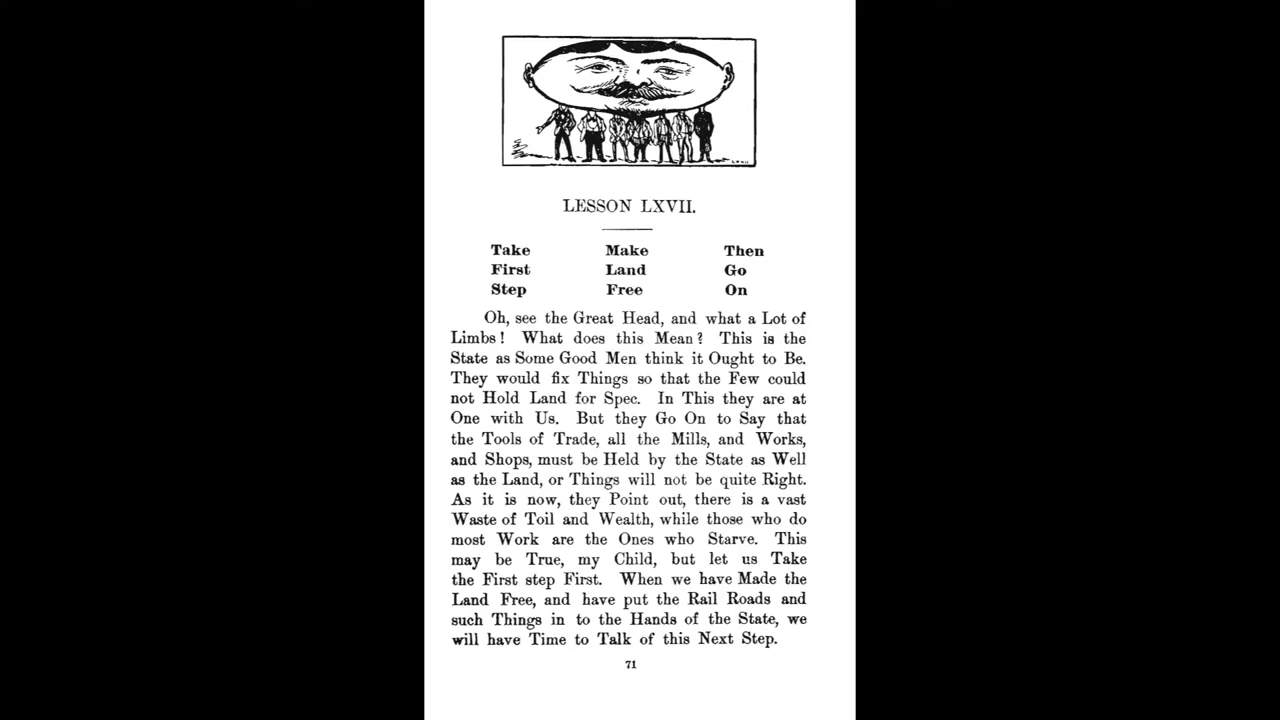 LESSON LXVII.
Take Make Then
First Land Go
Step Free On
Oh, see the Great Head, and what a Lot of
Limbs! What does this Mean? This is the
State as Some Good Men think it Ought to Be.
They would fix Things so that the Few could
not Hold Land for Spec. In This they are at
One with Us. But they Go On to Say that
the Tools of Trade, all the Mills, and Works,
and Shops, must be Held by the State as Well
as the Land, or Things will not be quite Right.
As it is now, they Point out, there is a vast
Waste of Toil and Wealth, while those who do
most Work are the Ones who Starve. This
may be True, my Child, but let us Take
the First step First. When we have Made the
Land Free, and have put the Rail Roads and
such Things in to the Hands of the State, we
will have Time to Talk of this Next Step.
71